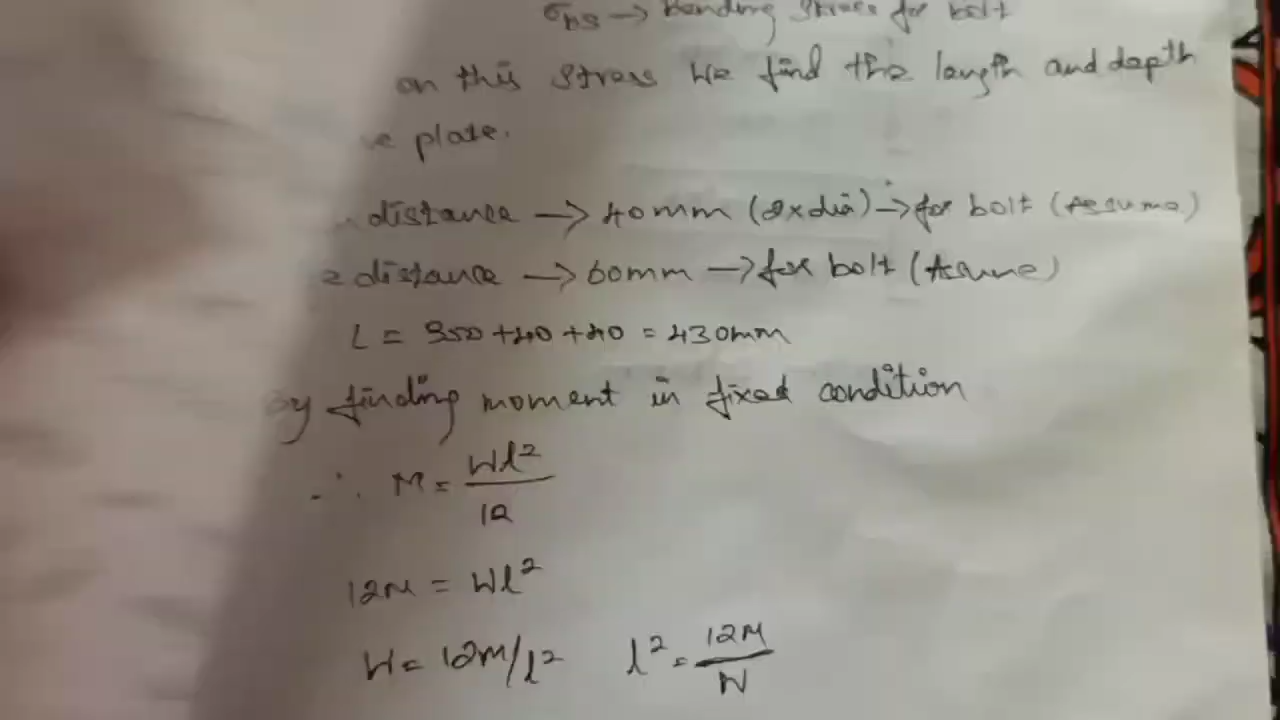 σbs → Bending stress for bolt
on this stress We find the length and depth
plate.
distance → 40mm (2xdia) → for bolt (Assume)
distance → 60mm → for bolt (Assume)
L = 350 +40 +40 = 430mm
By finding moment in fixed condition
∴ M = Wl²/12
12M = Wl²
W = 12M/l² l² = 12M/W